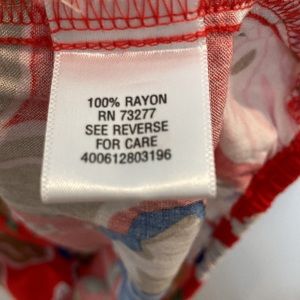 100% RAYON
RN 73277
SEE REVERSE
FOR CARE
400612803196